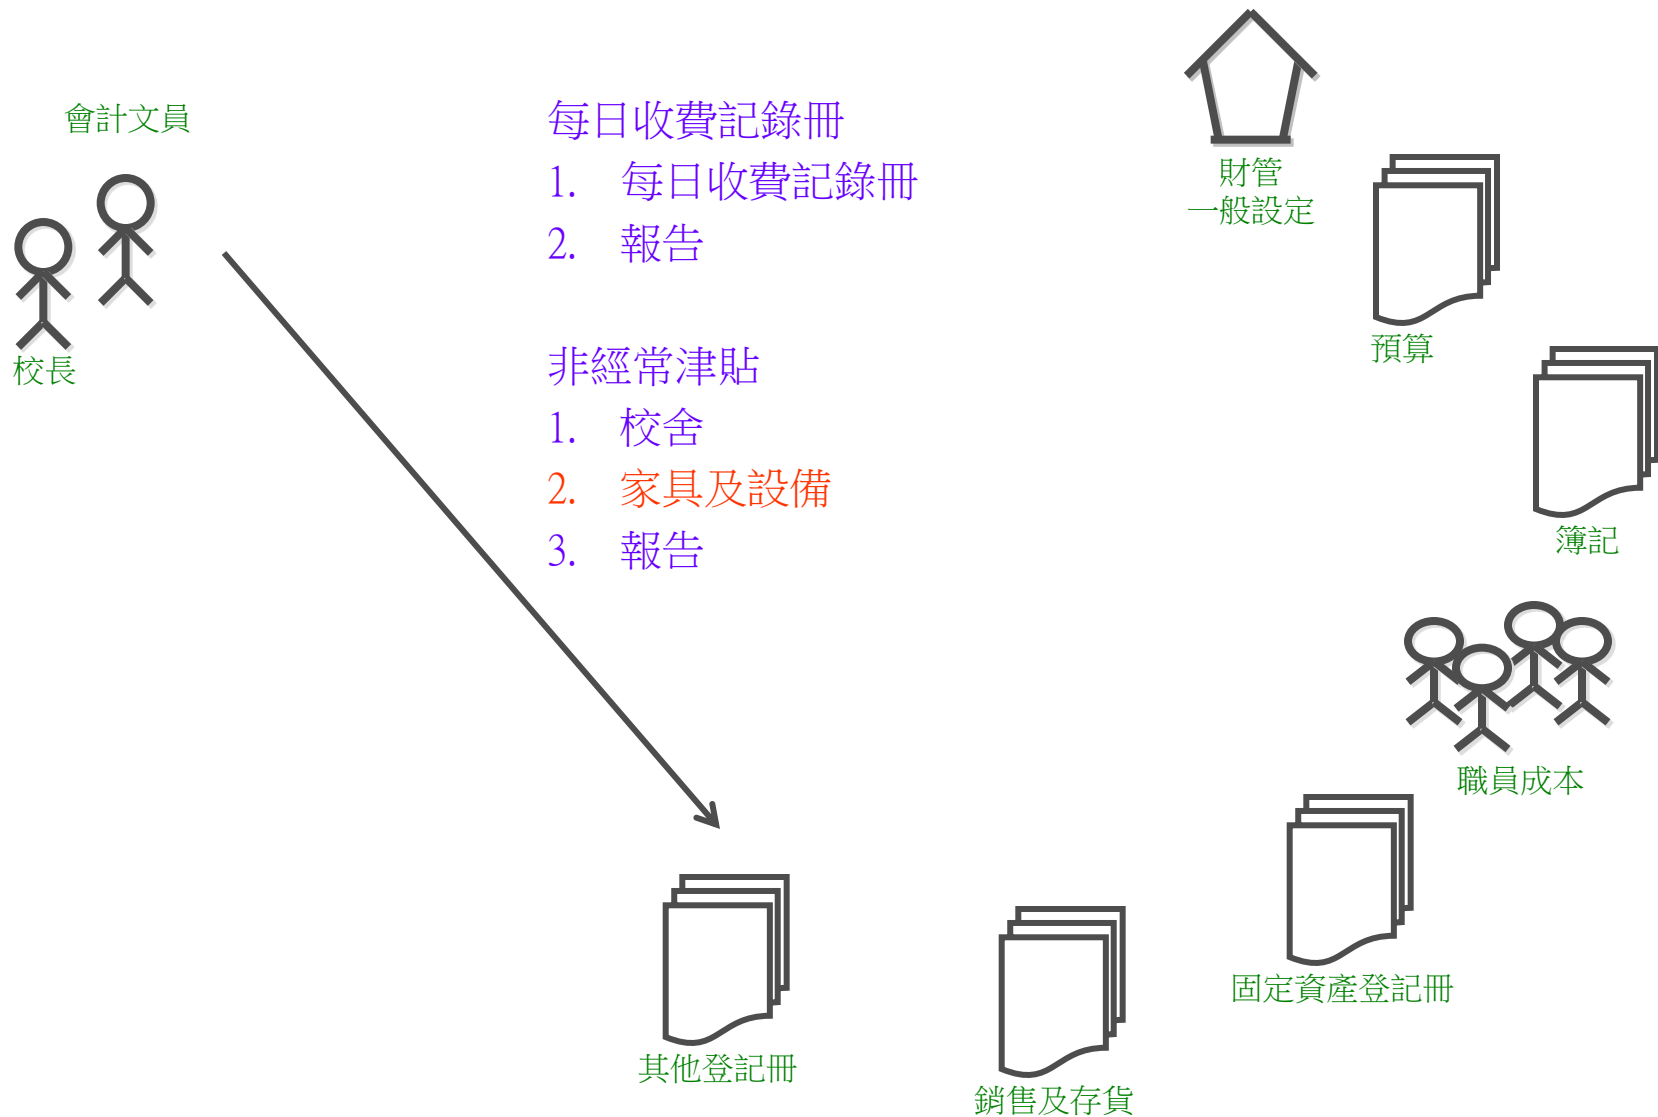 會計文員
校長
每日收費記錄冊
1. 每日收費記錄冊
2. 報告
非經常津貼
1. 校舍
2. 家具及設備
3. 報告
財管
一般設定
預算
簿記
職員成本
固定資產登記冊
銷售及存貨
其他登記冊